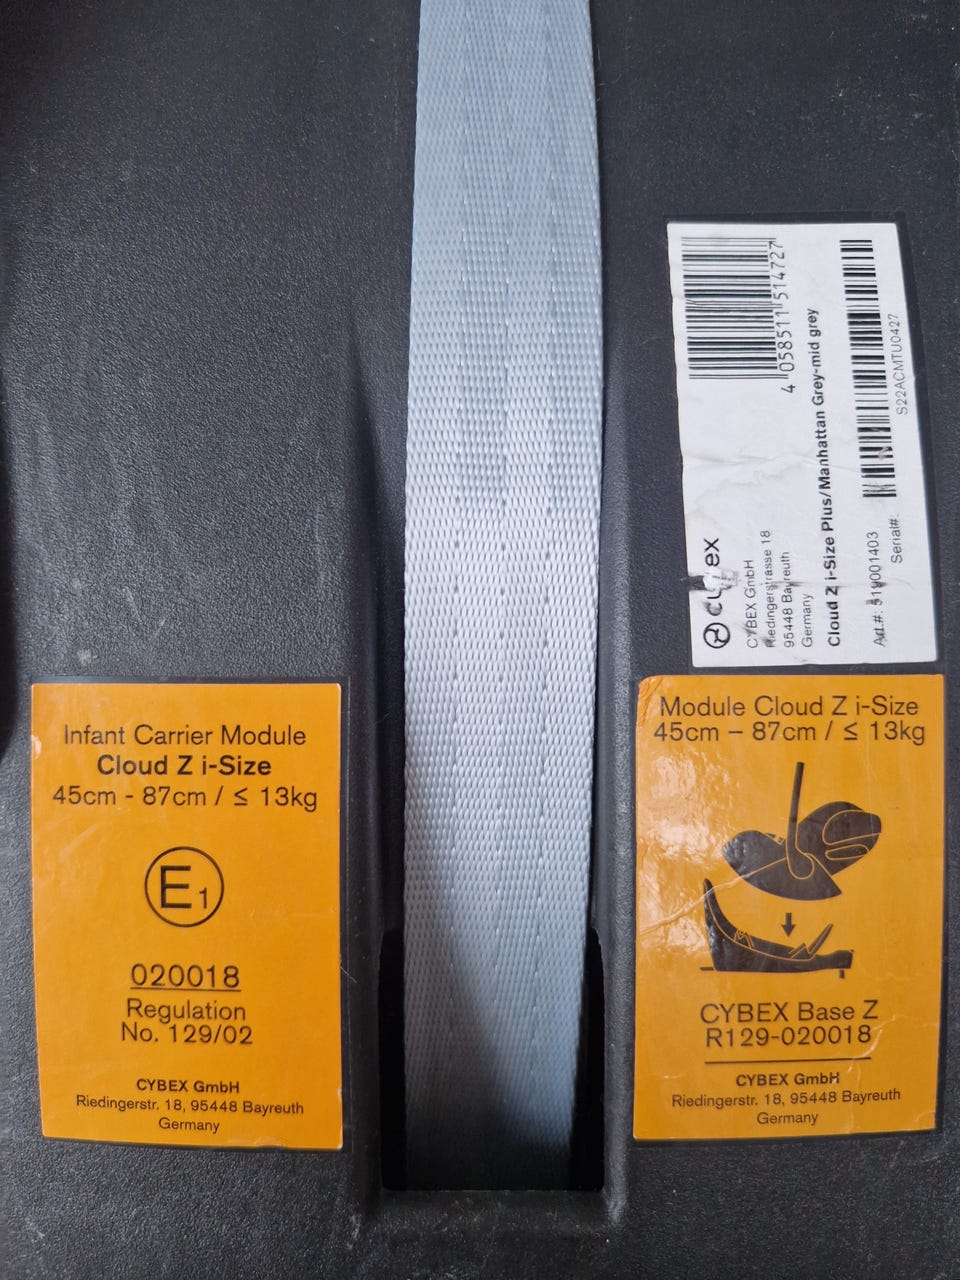 Infant Carrier Module
Cloud Z i-Size
45cm - 87cm / ≤ 13kg
E1
020018
Regulation
No. 129/02
CYBEX GmbH
Riedingerstr. 18, 95448 Bayreuth
Germany
4 058511 514727
cybex
CYBEX GmbH
Riedingerstrasse 18
95448 Bayreuth
Germany
Cloud Z i-Size Plus/Manhattan Grey-mid grey
Art.#: 519001403
Serial#:
S22ACMTU0427
Module Cloud Z i-Size
45cm – 87cm / ≤ 13kg
CYBEX Base Z
R129-020018
CYBEX GmbH
Riedingerstr. 18, 95448 Bayreuth
Germany